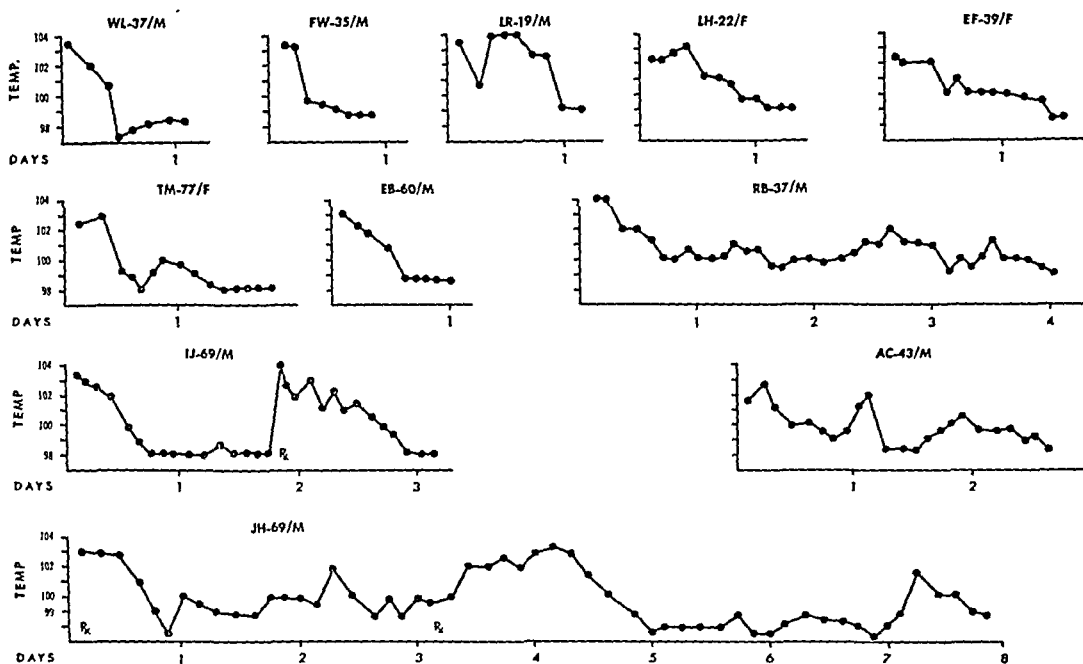 WL-37/M FW-35/M LR-19/M LH-22/F EF-39/F
104
102
100
98
TEMP.
DAYS 1 1 1 1 1
TM-77/F EB-60/M RB-37/M
104
102
100
98
TEMP
DAYS 1 1 1 2 3 4
IJ-69/M AC-43/M
104
102
100
98
TEMP
℞
DAYS 1 2 3 1 2
JH-69/M
104
102
100
99
TEMP
℞ ℞
DAYS 1 2 3 4 5 6 7 8